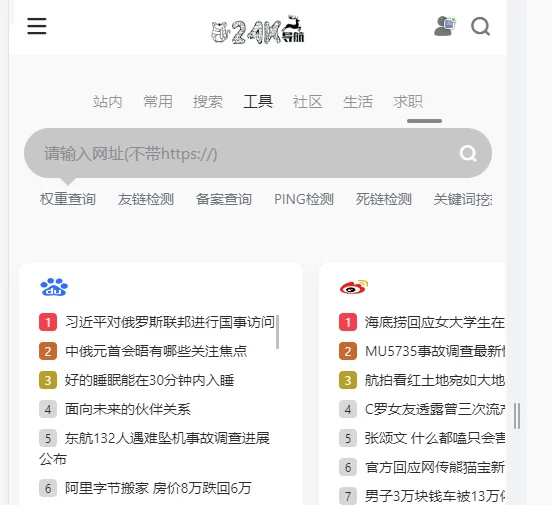 24K导航
站内 常用 搜索 工具 社区 生活 求职
请输入网址(不带https://)
权重查询 友链检测 备案查询 PING检测 死链检测 关键词挖
Bai du
1 习近平对俄罗斯联邦进行国事访问
2 中俄元首会晤有哪些关注焦点
3 好的睡眠能在30分钟内入睡
4 面向未来的伙伴关系
5 东航132人遇难坠机事故调查进展
公布
6 阿里字节搬家 房价8万跌回6万
1 海底捞回应女大学生在
2 MU5735事故调查最新
3 航拍看红土地宛如大地
4 C罗女友透露曾三次流
5 张颂文 什么都嗑只会害
6 官方回应网传熊猫宝新
7 男子3万块钱车被13万